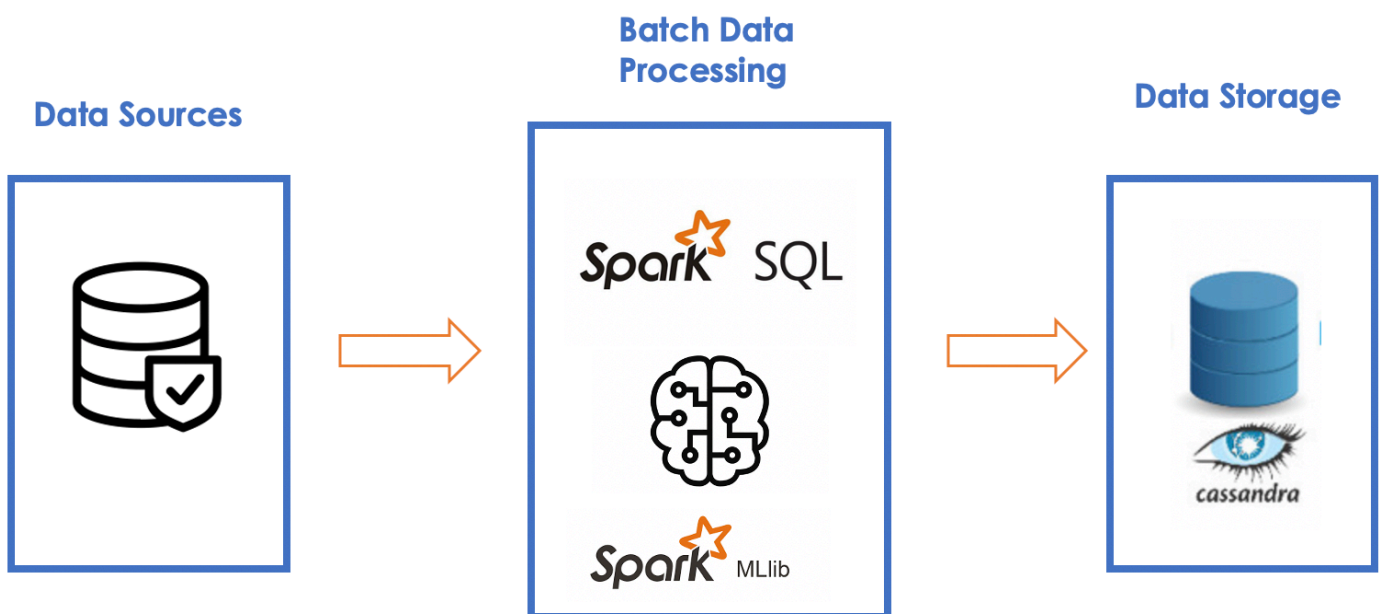 Batch Data
Processing
Data Sources
Data Storage
Spark SQL
Spark MLlib
cassandra